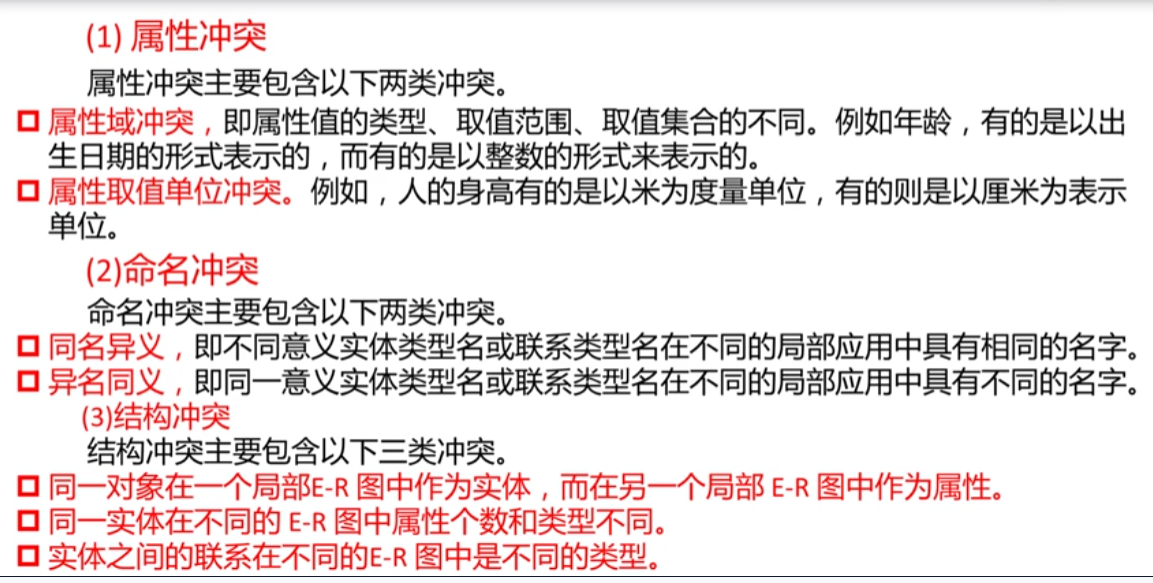 (1) 属性冲突
属性冲突主要包含以下两类冲突。
属性域冲突，即属性值的类型、取值范围、取值集合的不同。例如年龄，有的是以出
生日期的形式表示的，而有的是以整数的形式来表示的。
属性取值单位冲突。例如，人的身高有的是以米为度量单位，有的则是以厘米为表示
单位。
(2)命名冲突
命名冲突主要包含以下两类冲突。
同名异义，即不同意义实体类型名或联系类型名在不同的局部应用中具有相同的名字。
异名同义，即同一意义实体类型名或联系类型名在不同的局部应用中具有不同的名字。
(3)结构冲突
结构冲突主要包含以下三类冲突。
同一对象在一个局部E-R 图中作为实体，而在另一个局部 E-R 图中作为属性。
同一实体在不同的 E-R 图中属性个数和类型不同。
实体之间的联系在不同的E-R 图中是不同的类型。